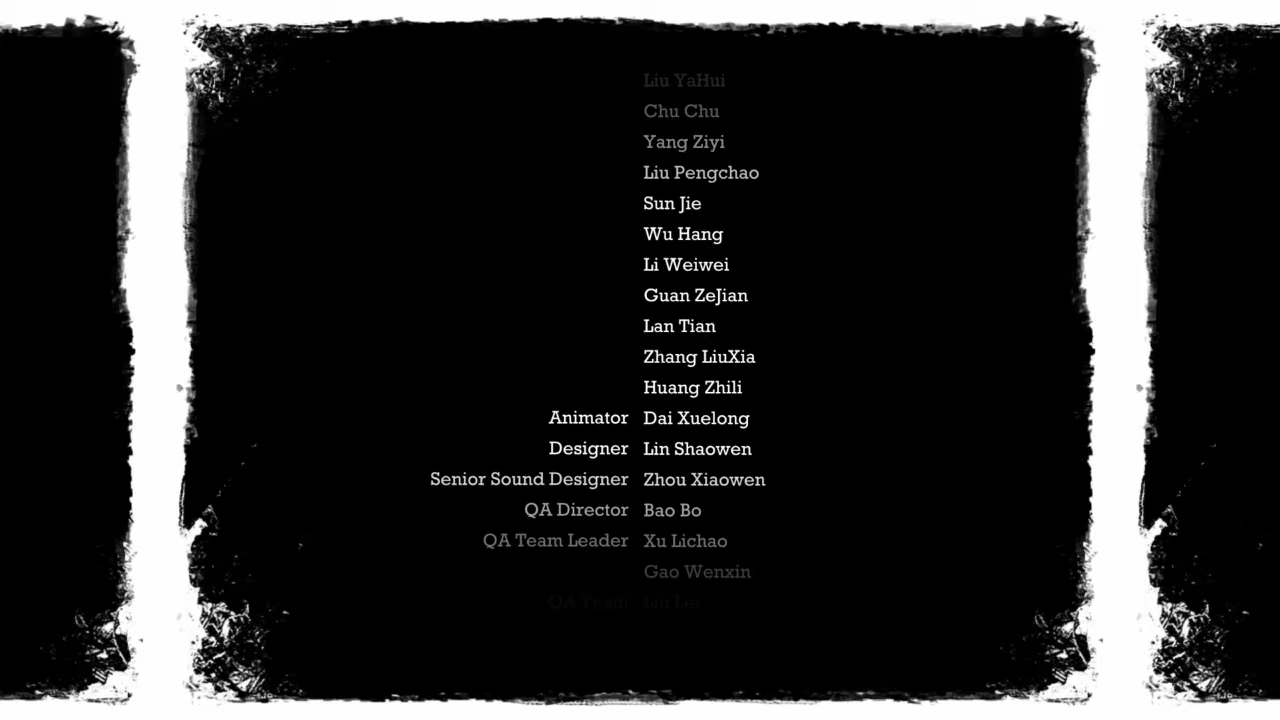 Liu YaHui
Chu Chu
Yang Ziyi
Liu Pengchao
Sun Jie
Wu Hang
Li Weiwei
Guan ZeJian
Lan Tian
Zhang LiuXia
Huang Zhili
Animator Dai Xuelong
Designer Lin Shaowen
Senior Sound Designer Zhou Xiaowen
QA Director Bao Bo
QA Team Leader Xu Lichao
Gao Wenxin
QA Team